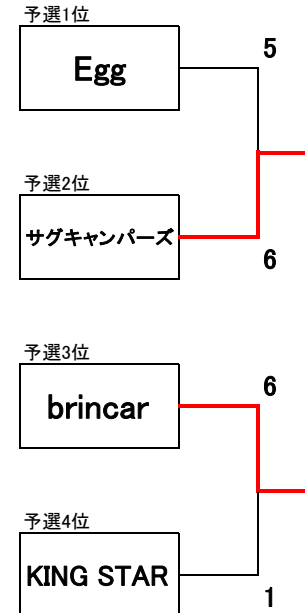 予選1位
Egg
5
予選2位
サグキャンパーズ
6
予選3位
brincar
6
予選4位
KING STAR
1